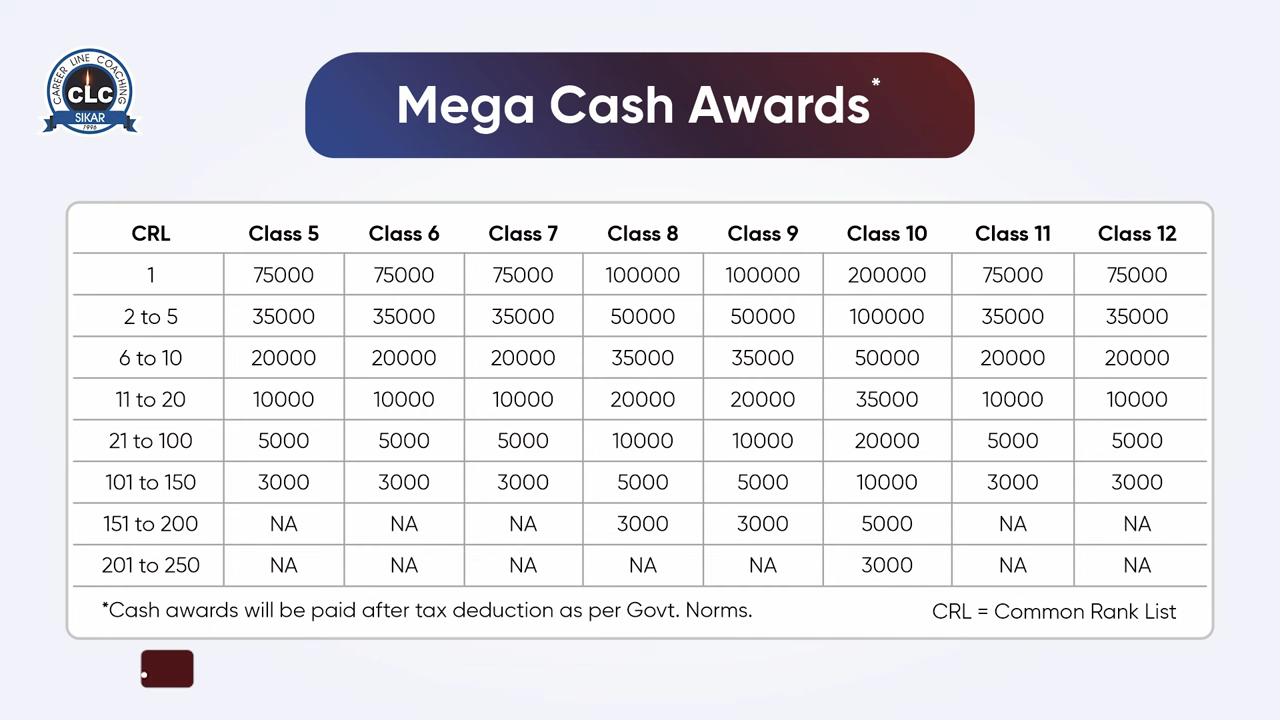 CAREER LINE COACHING
CLC
SIKAR
1996
Mega Cash Awards*
CRL Class 5 Class 6 Class 7 Class 8 Class 9 Class 10 Class 11 Class 12
1 75000 75000 75000 100000 100000 200000 75000 75000
2 to 5 35000 35000 35000 50000 50000 100000 35000 35000
6 to 10 20000 20000 20000 35000 35000 50000 20000 20000
11 to 20 10000 10000 10000 20000 20000 35000 10000 10000
21 to 100 5000 5000 5000 10000 10000 20000 5000 5000
101 to 150 3000 3000 3000 5000 5000 10000 3000 3000
151 to 200 NA NA NA 3000 3000 5000 NA NA
201 to 250 NA NA NA NA NA 3000 NA NA
*Cash awards will be paid after tax deduction as per Govt. Norms. CRL = Common Rank List